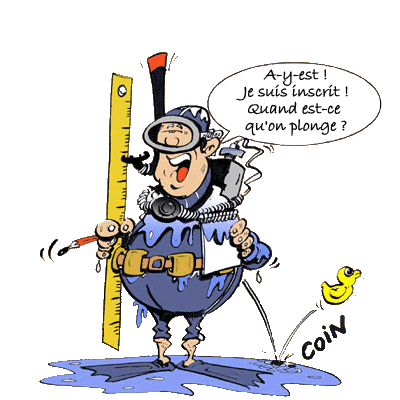 A-y-est !
Je suis inscrit !
Quand est-ce
qu'on plonge ?
COiN